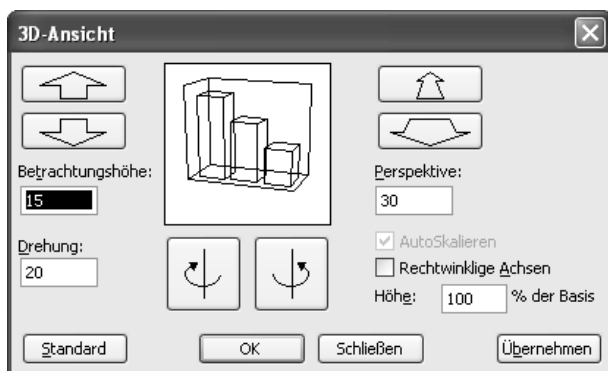 3D-Ansicht
Betrachtungshöhe:
15
Drehung:
20
Perspektive:
30
AutoSkalieren
Rechtwinklige Achsen
Höhe: 100 % der Basis
Standard OK Schließen Übernehmen